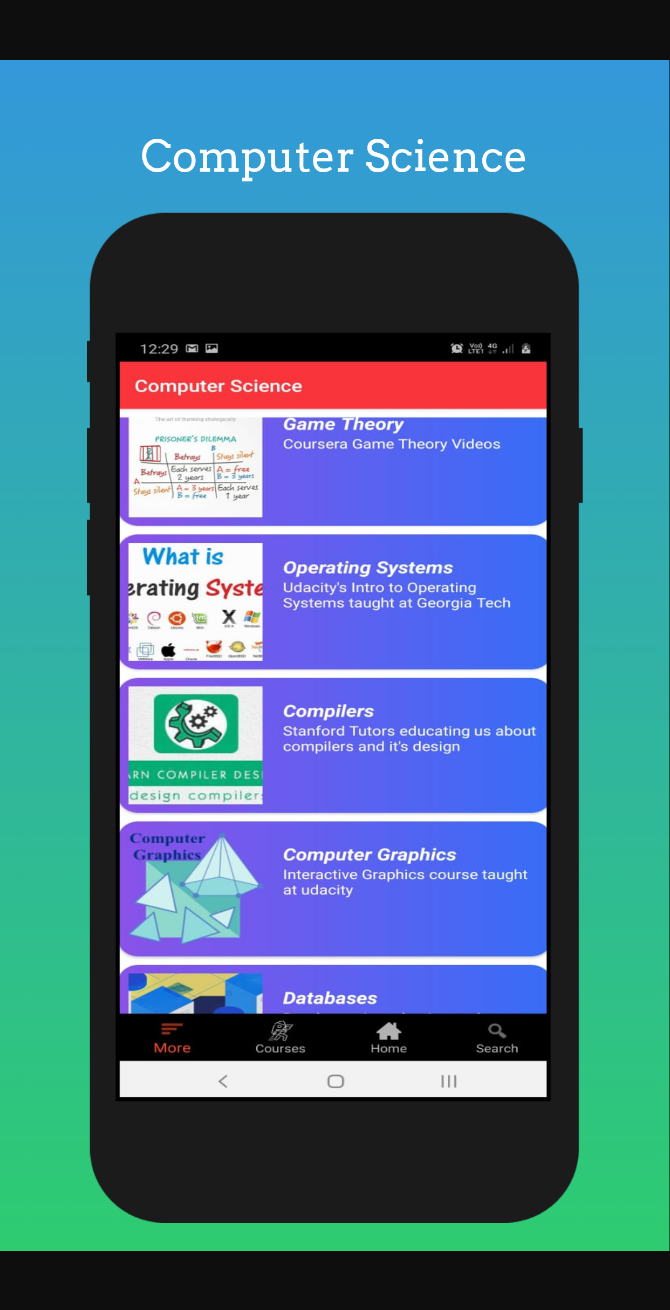 Computer Science
12:29
Vo)) 4G
LTE1
Computer Science
The art of thinking strategically
PRISONER'S DILEMMA
B
Betrays Stays silent
Betrays Each serves 2 years A = free B = 3 years
A
Stays silent A = 3 years B = free Each serves 1 year
Game Theory
Coursera Game Theory Videos
What is
erating Syste
Operating Systems
Udacity's Intro to Operating
Systems taught at Georgia Tech
ARN COMPILER DESI
design compilers
Compilers
Stanford Tutors educating us about
compilers and it's design
Computer
Graphics
Computer Graphics
Interactive Graphics course taught
at udacity
Databases
More
Courses
Home
Search